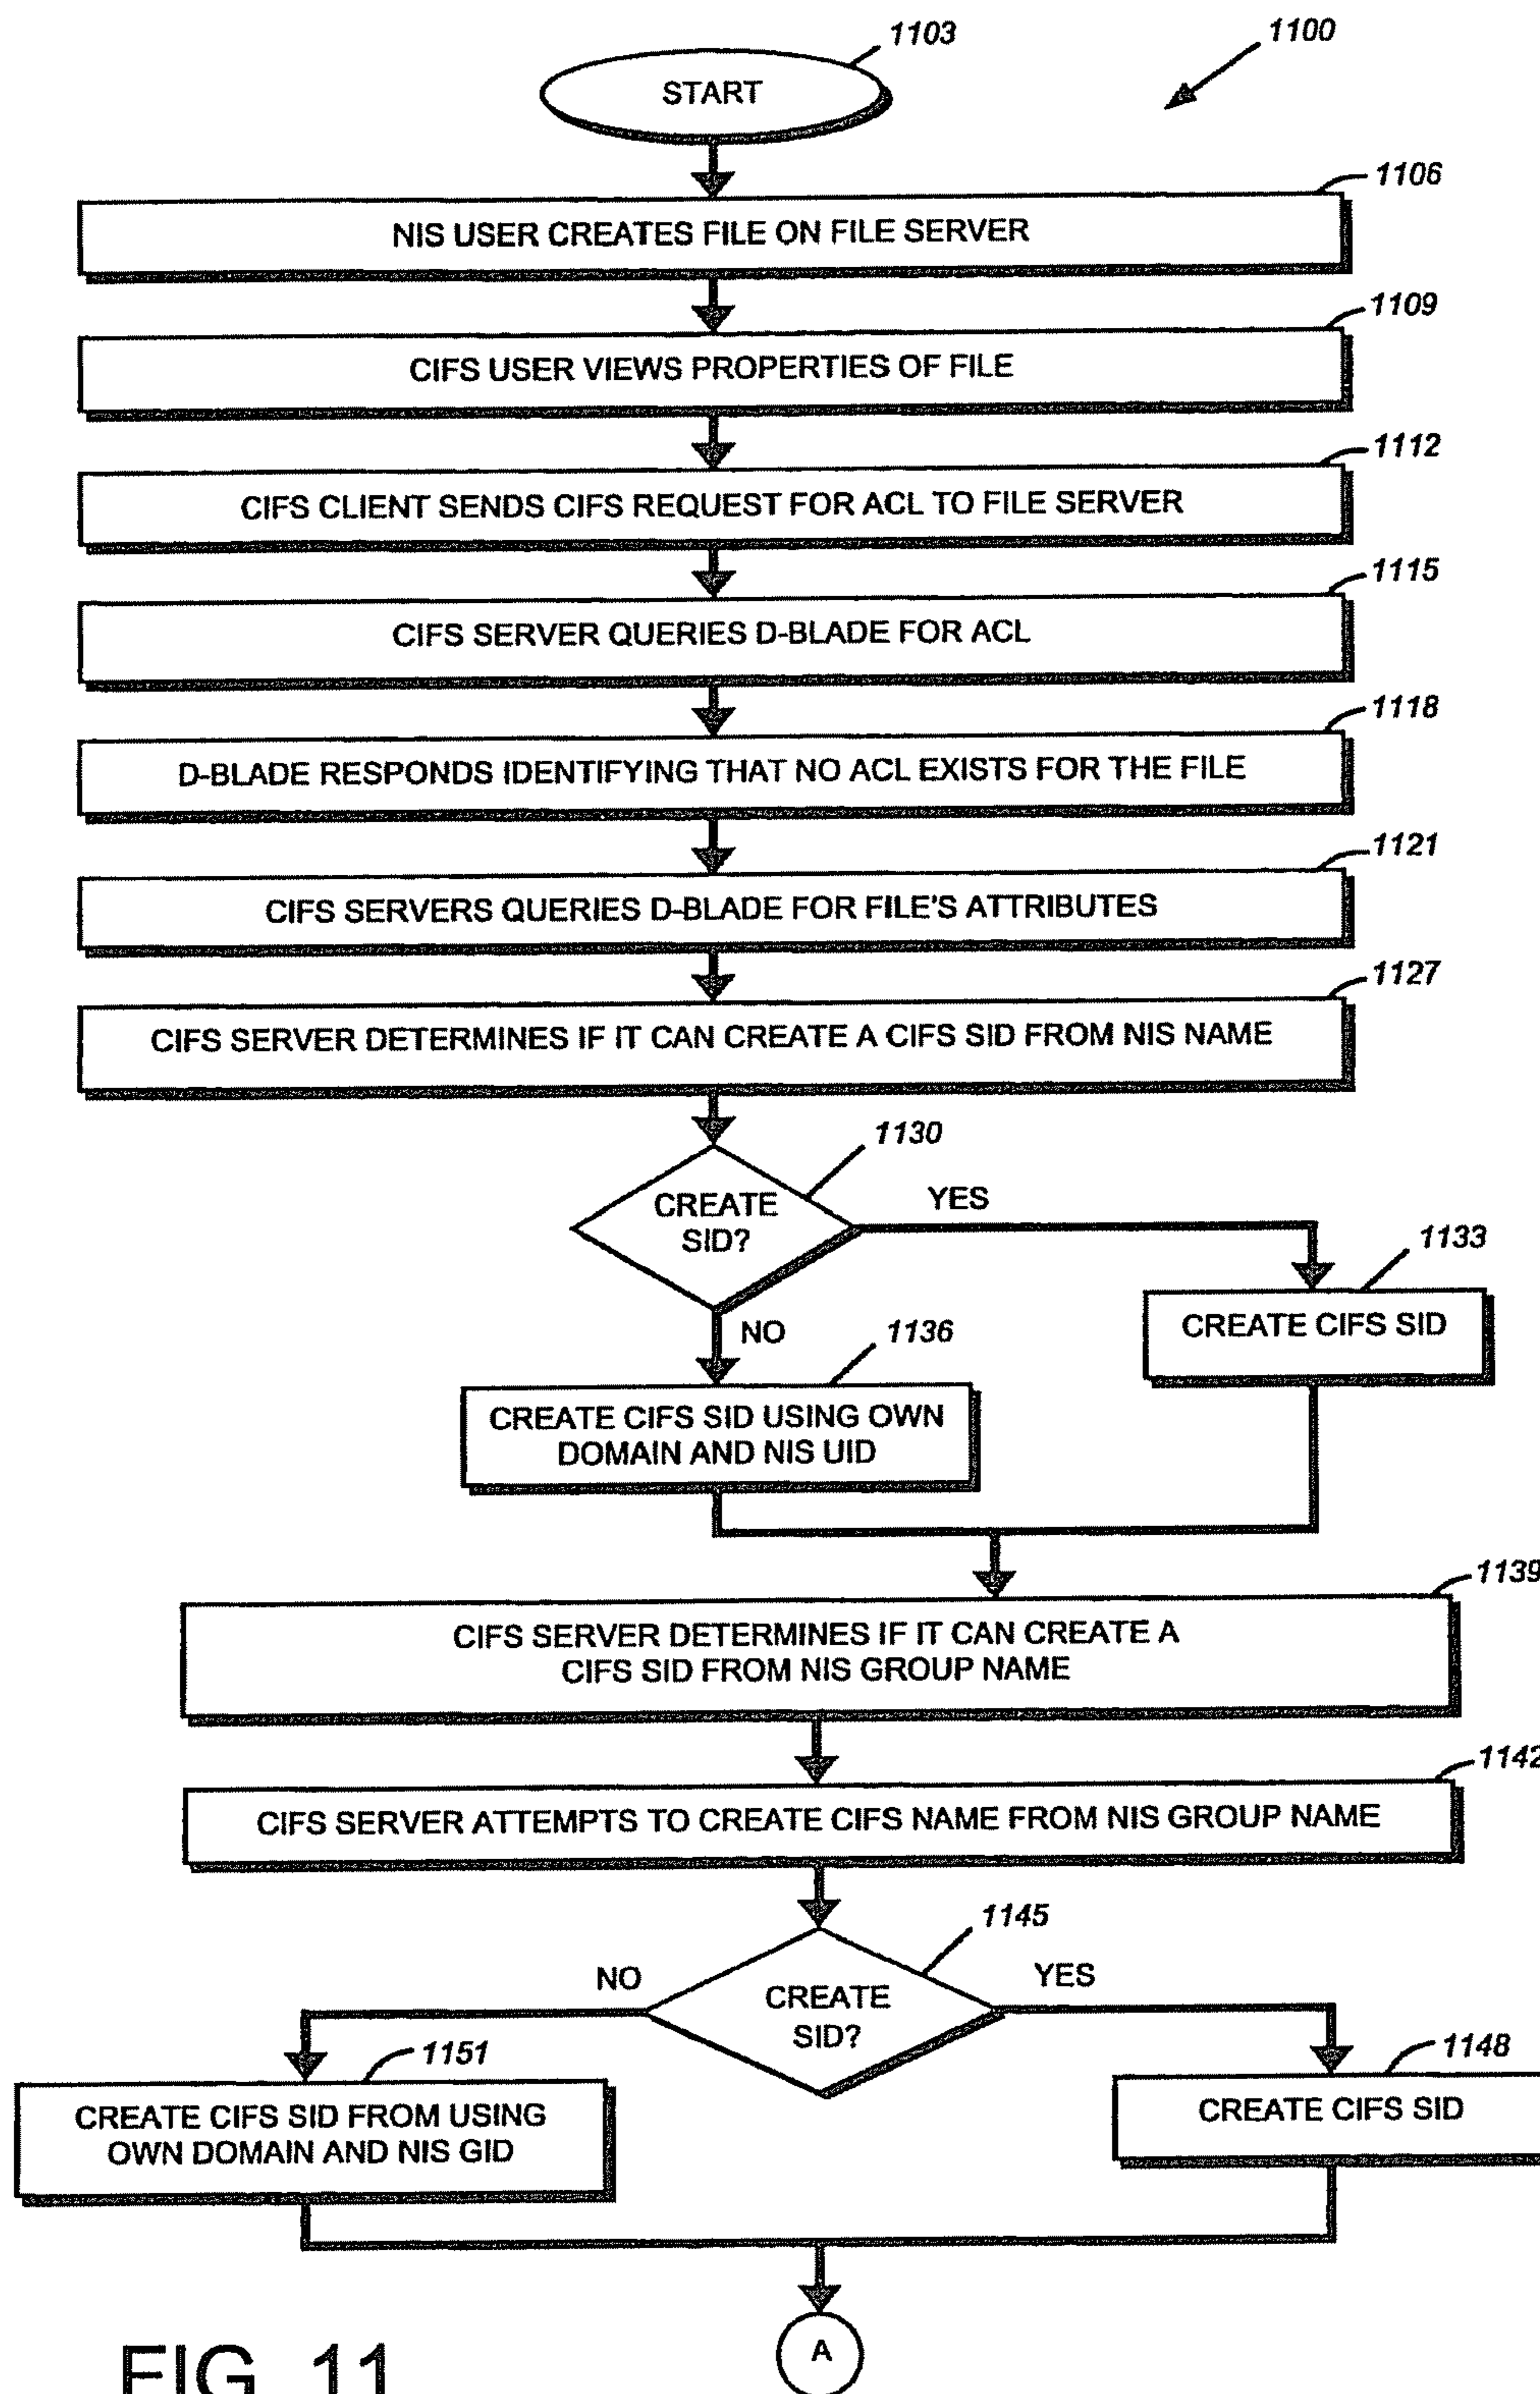 1103
1100
START
1106
NIS USER CREATES FILE ON FILE SERVER
1109
CIFS USER VIEWS PROPERTIES OF FILE
1112
CIFS CLIENT SENDS CIFS REQUEST FOR ACL TO FILE SERVER
1115
CIFS SERVER QUERIES D-BLADE FOR ACL
1118
D-BLADE RESPONDS IDENTIFYING THAT NO ACL EXISTS FOR THE FILE
1121
CIFS SERVERS QUERIES D-BLADE FOR FILE'S ATTRIBUTES
1127
CIFS SERVER DETERMINES IF IT CAN CREATE A CIFS SID FROM NIS NAME
1130
CREATE
SID?
YES
1133
CREATE CIFS SID
NO
1136
CREATE CIFS SID USING OWN
DOMAIN AND NIS UID
1139
CIFS SERVER DETERMINES IF IT CAN CREATE A
CIFS SID FROM NIS GROUP NAME
1142
CIFS SERVER ATTEMPTS TO CREATE CIFS NAME FROM NIS GROUP NAME
1145
NO
YES
CREATE
SID?
1151
1148
CREATE CIFS SID FROM USING
OWN DOMAIN AND NIS GID
CREATE CIFS SID
A
FIG. 11